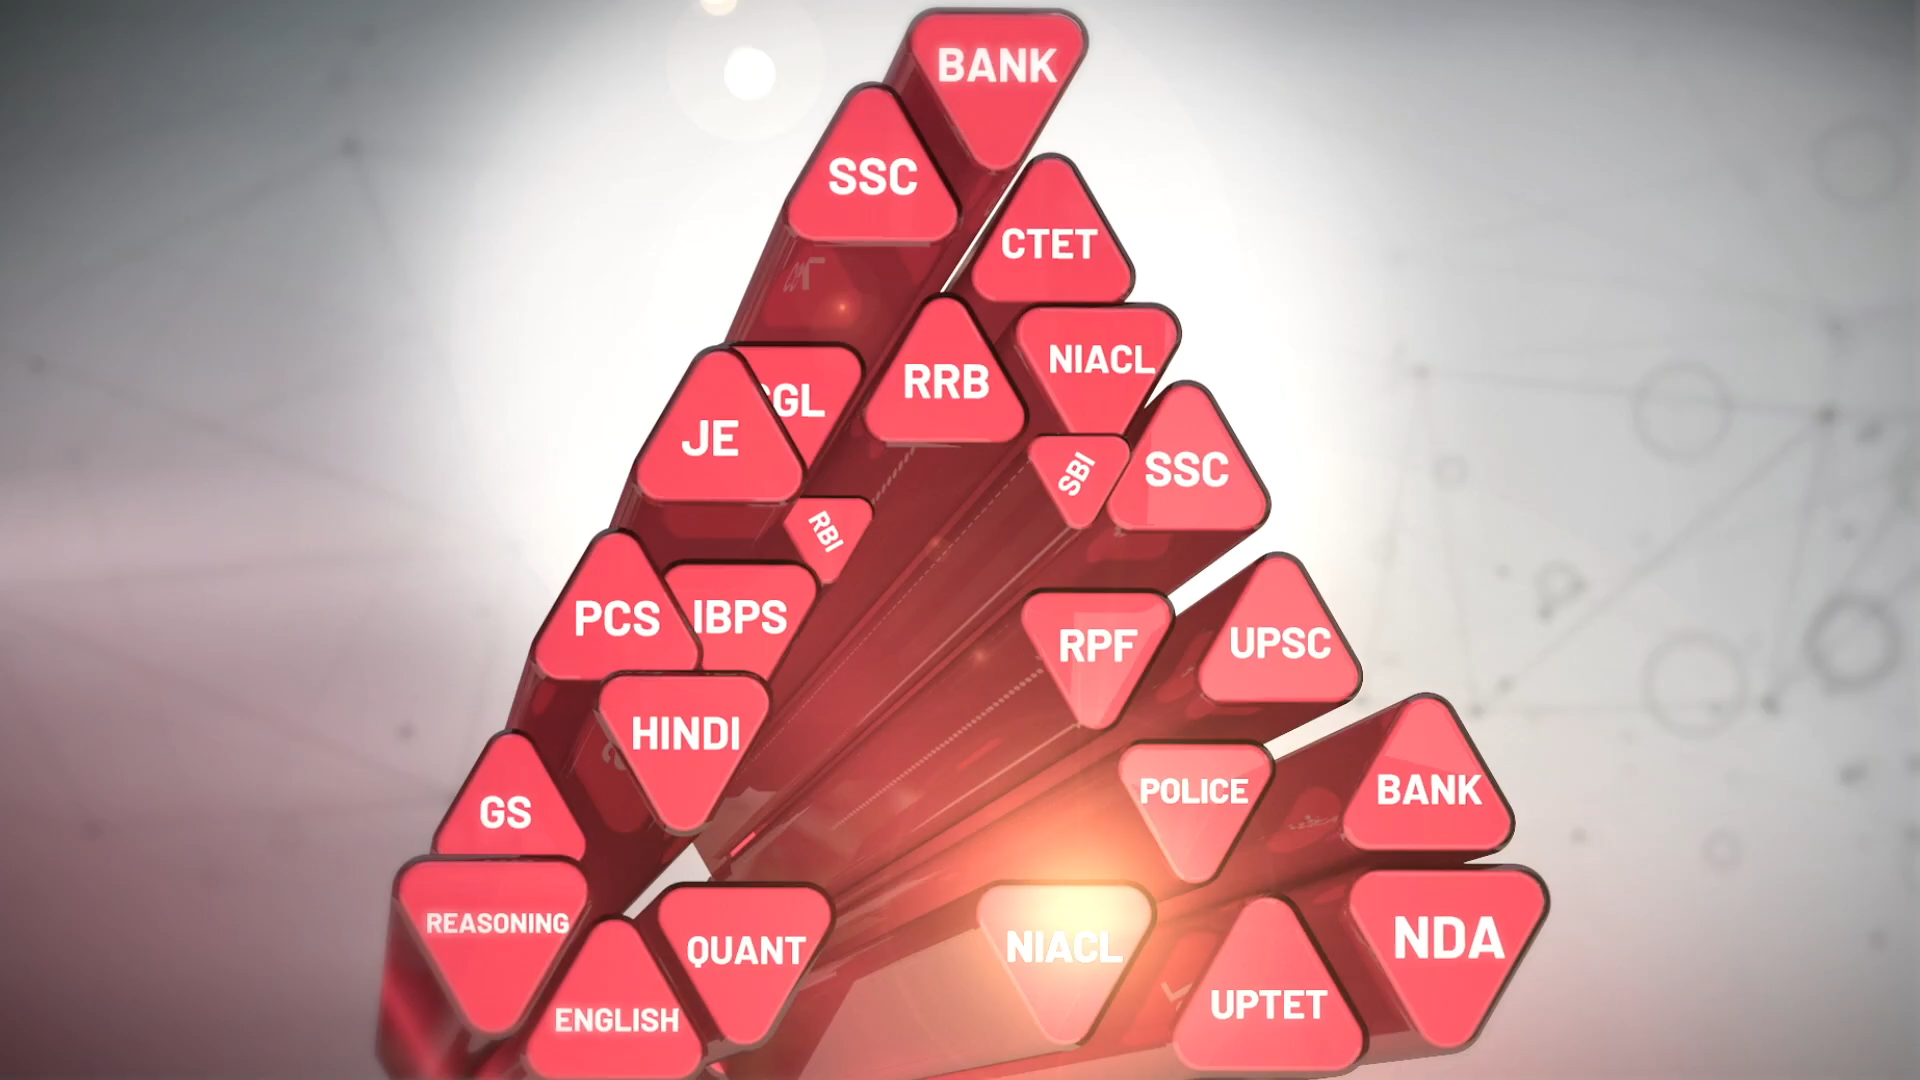 BANK
SSC
CTET
NIACL
RRB
GL
JE
SBI
SSC
RBI
PCS
IBPS
RPF
UPSC
HINDI
GS
POLICE
BANK
REASONING
QUANT
NIACL
NDA
ENGLISH
UPTET